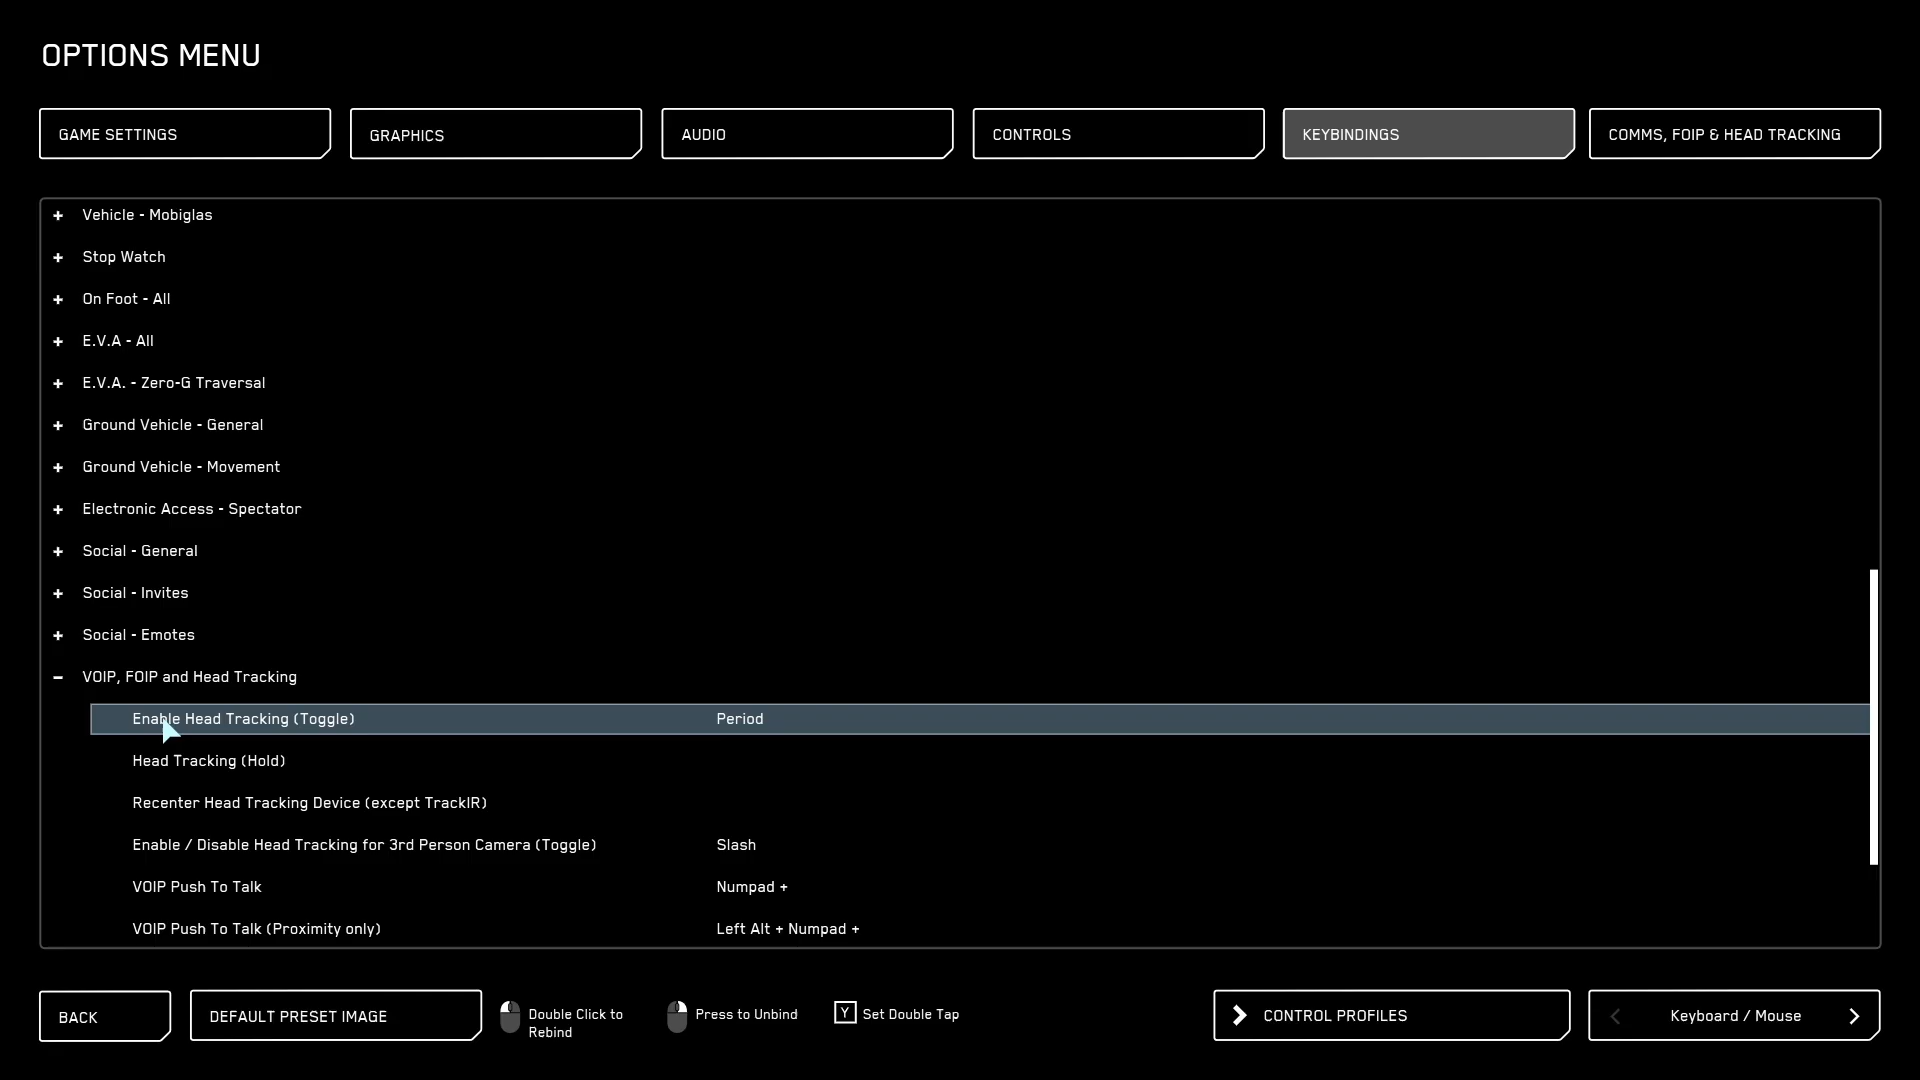 OPTIONS MENU
GAME SETTINGS
GRAPHICS
AUDIO
CONTROLS
KEYBINDINGS
COMMS, FOIP & HEAD TRACKING
+ Vehicle - Mobiglas
+ Stop Watch
+ On Foot - All
+ E.V.A - All
+ E.V.A. - Zero-G Traversal
+ Ground Vehicle - General
+ Ground Vehicle - Movement
+ Electronic Access - Spectator
+ Social - General
+ Social - Invites
+ Social - Emotes
- VOIP, FOIP and Head Tracking
Enable Head Tracking (Toggle) Period
Head Tracking (Hold)
Recenter Head Tracking Device (except TrackIR)
Enable / Disable Head Tracking for 3rd Person Camera (Toggle) Slash
VOIP Push To Talk Numpad +
VOIP Push To Talk (Proximity only) Left Alt + Numpad +
BACK
DEFAULT PRESET IMAGE
Double Click to
Rebind
Press to Unbind
Y Set Double Tap
CONTROL PROFILES
Keyboard / Mouse